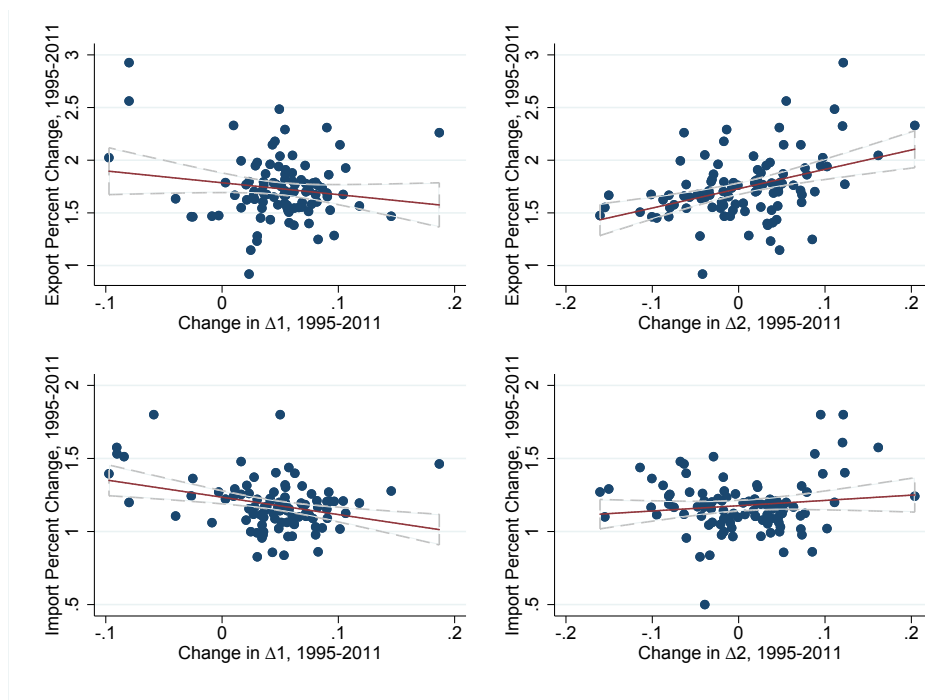 Export Percent Change, 1995-2011
3
2.5
2
1.5
1
-.1 0 .1 .2
Change in Δ1, 1995-2011
Export Percent Change, 1995-2011
3
2.5
2
1.5
1
-.2 -.1 0 .1 .2
Change in Δ2, 1995-2011
Import Percent Change, 1995-2011
2
1.5
1
.5
-.1 0 .1 .2
Change in Δ1, 1995-2011
Import Percent Change, 1995-2011
2
1.5
1
.5
-.2 -.1 0 .1 .2
Change in Δ2, 1995-2011